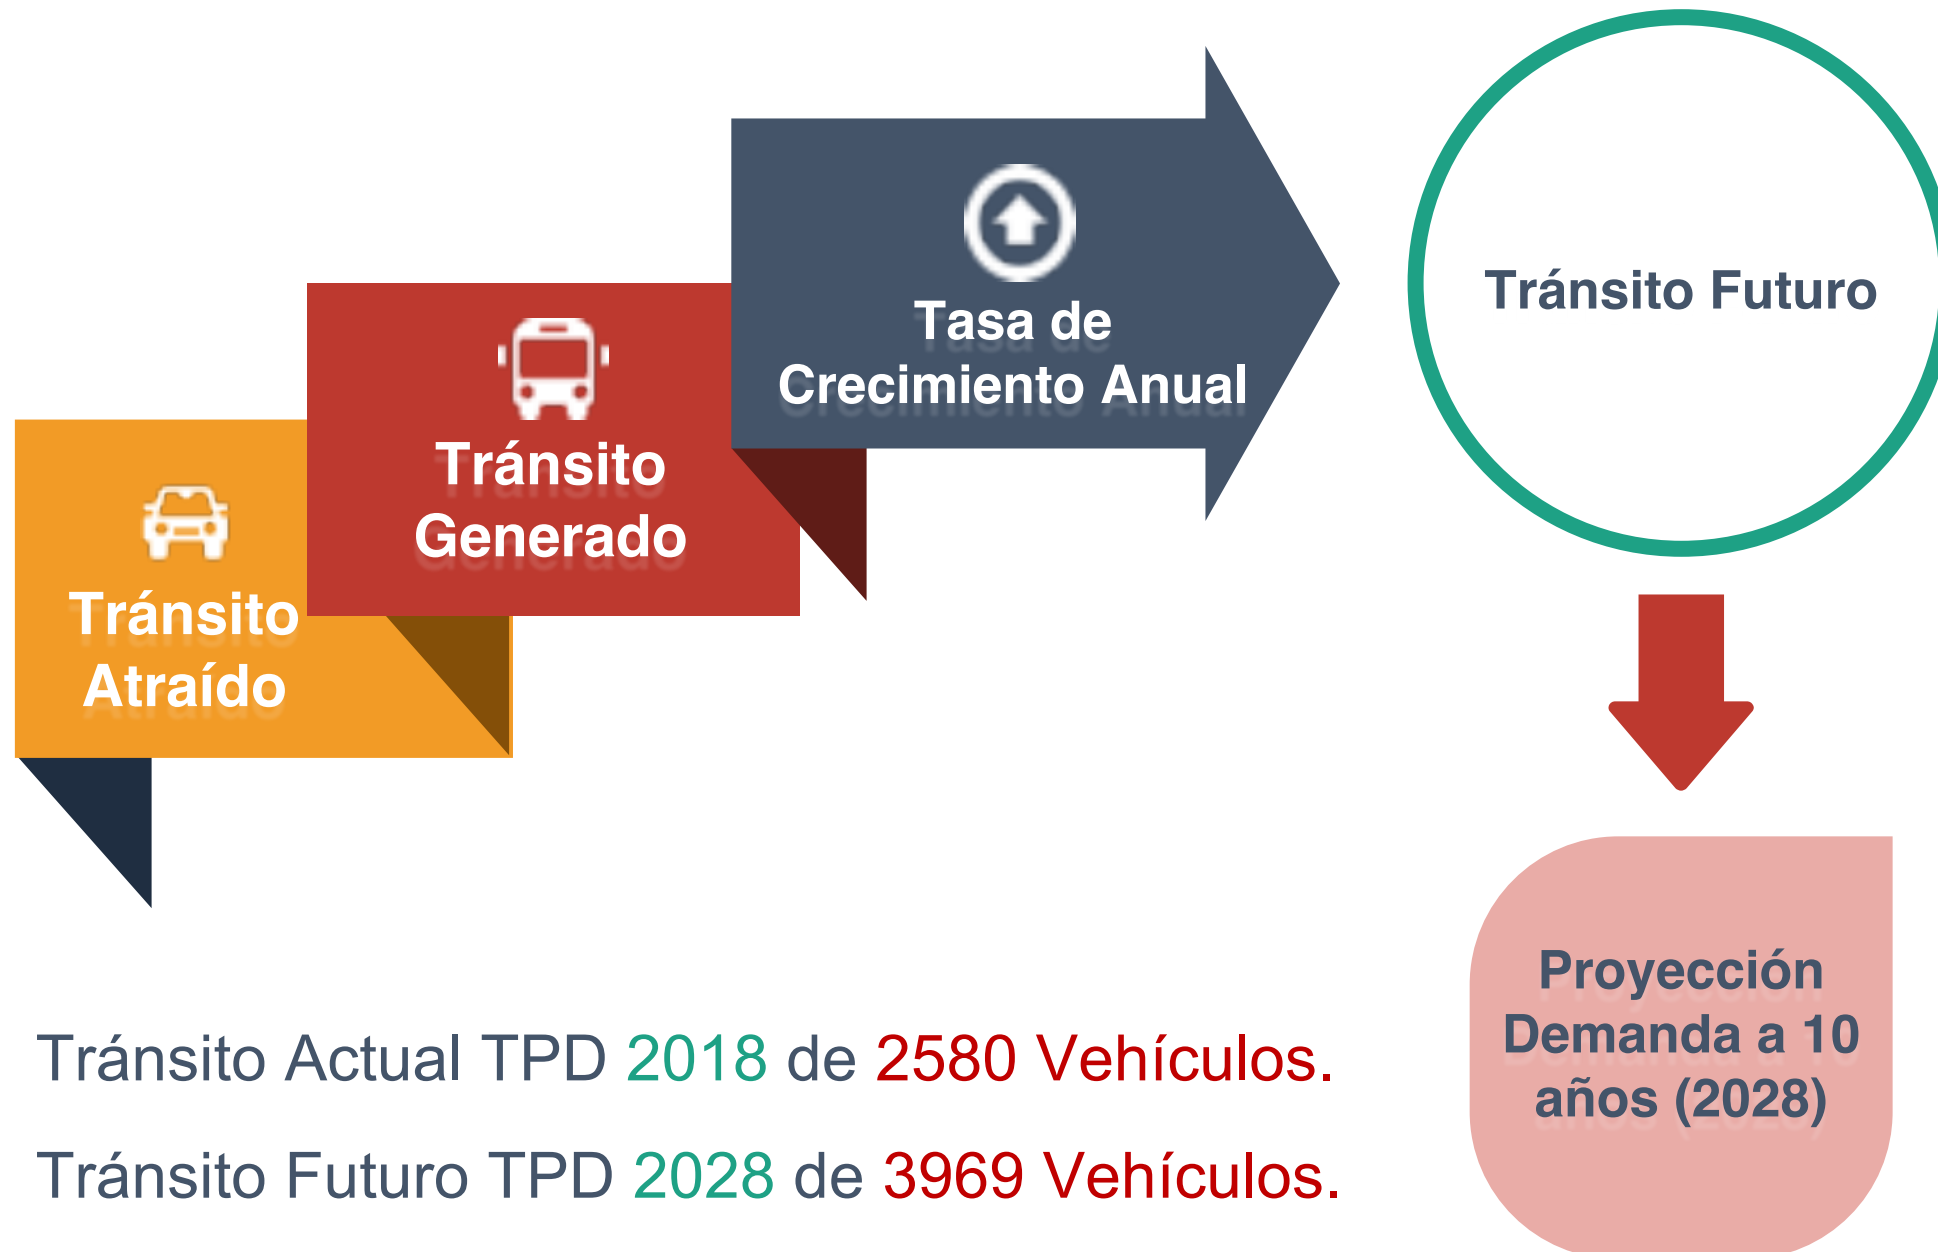 Tránsito
Atraído
Tránsito
Generado
Tasa de
Crecimiento Anual
Tránsito Futuro
Proyección
Demanda a 10
años (2028)
Tránsito Actual TPD 2018 de 2580 Vehículos.
Tránsito Futuro TPD 2028 de 3969 Vehículos.